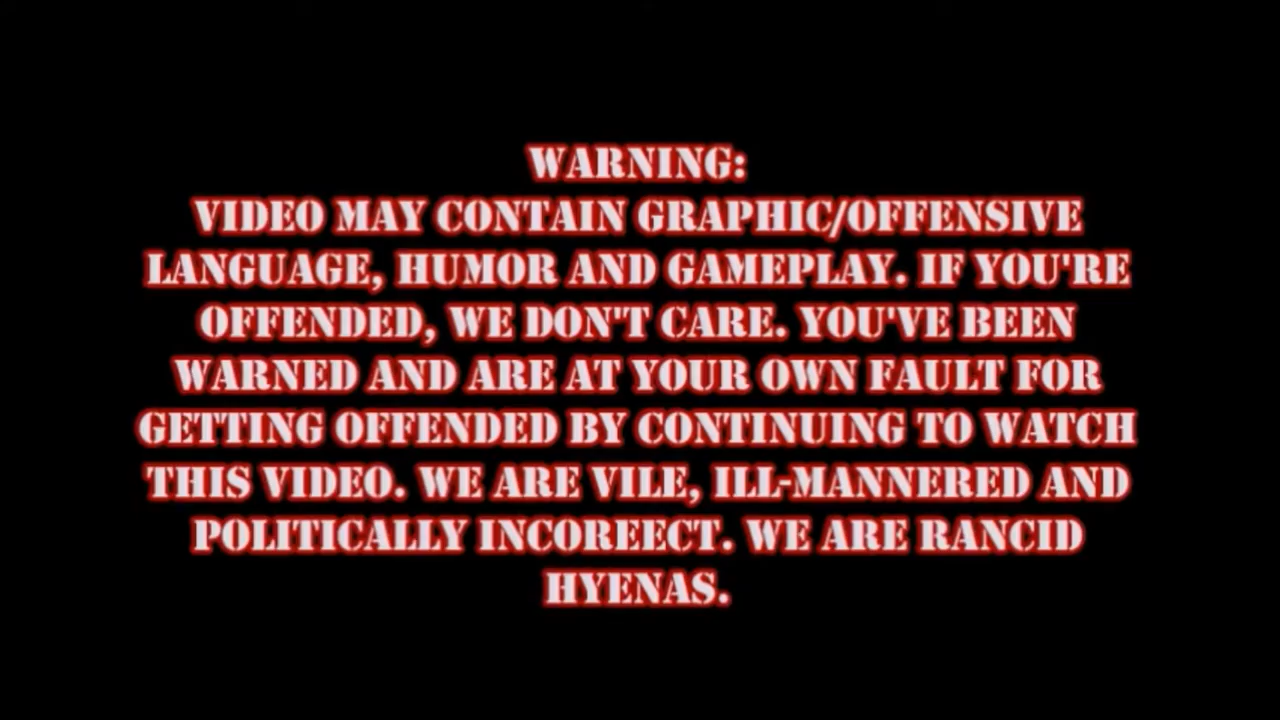 WARNING:
VIDEO MAY CONTAIN GRAPHIC/OFFENSIVE
LANGUAGE, HUMOR AND GAMEPLAY. IF YOU'RE
OFFENDED, WE DON'T CARE. YOU'VE BEEN
WARNED AND ARE AT YOUR OWN FAULT FOR
GETTING OFFENDED BY CONTINUING TO WATCH
THIS VIDEO. WE ARE VILE, ILL-MANNERED AND
POLITICALLY INCOREECT. WE ARE RANCID
HYENAS.